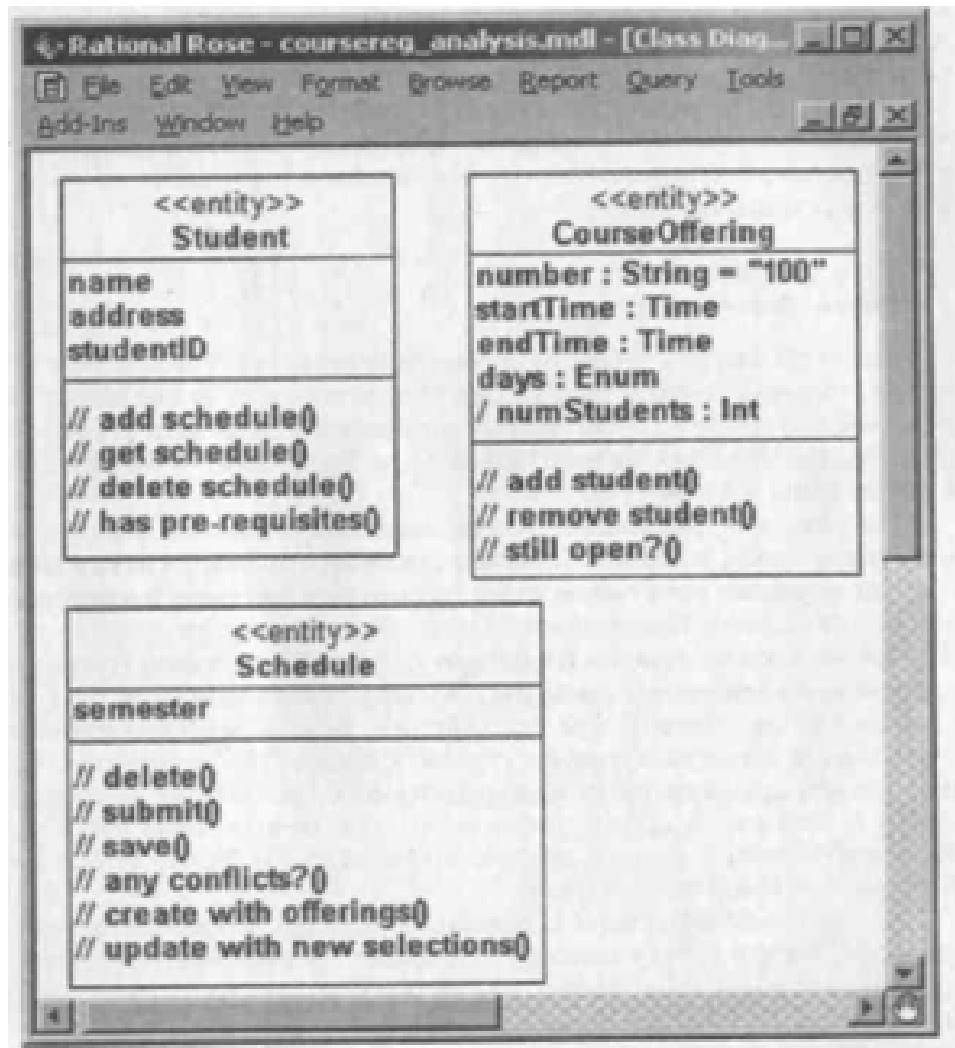 Rational Rose - coursereg_analysis.mdl - [Class Diag...
File Edit View Format Browse Report Query Tools
Add-Ins Window Help
<<entity>>
Student
name
address
studentID
// add schedule()
// get schedule()
// delete schedule()
// has pre-requisites()
<<entity>>
CourseOffering
number : String = "100"
startTime : Time
endTime : Time
days : Enum
/ numStudents : Int
// add student()
// remove student()
// still open?()
<<entity>>
Schedule
semester
// delete()
// submit()
// save()
// any conflicts?()
// create with offerings()
// update with new selections()